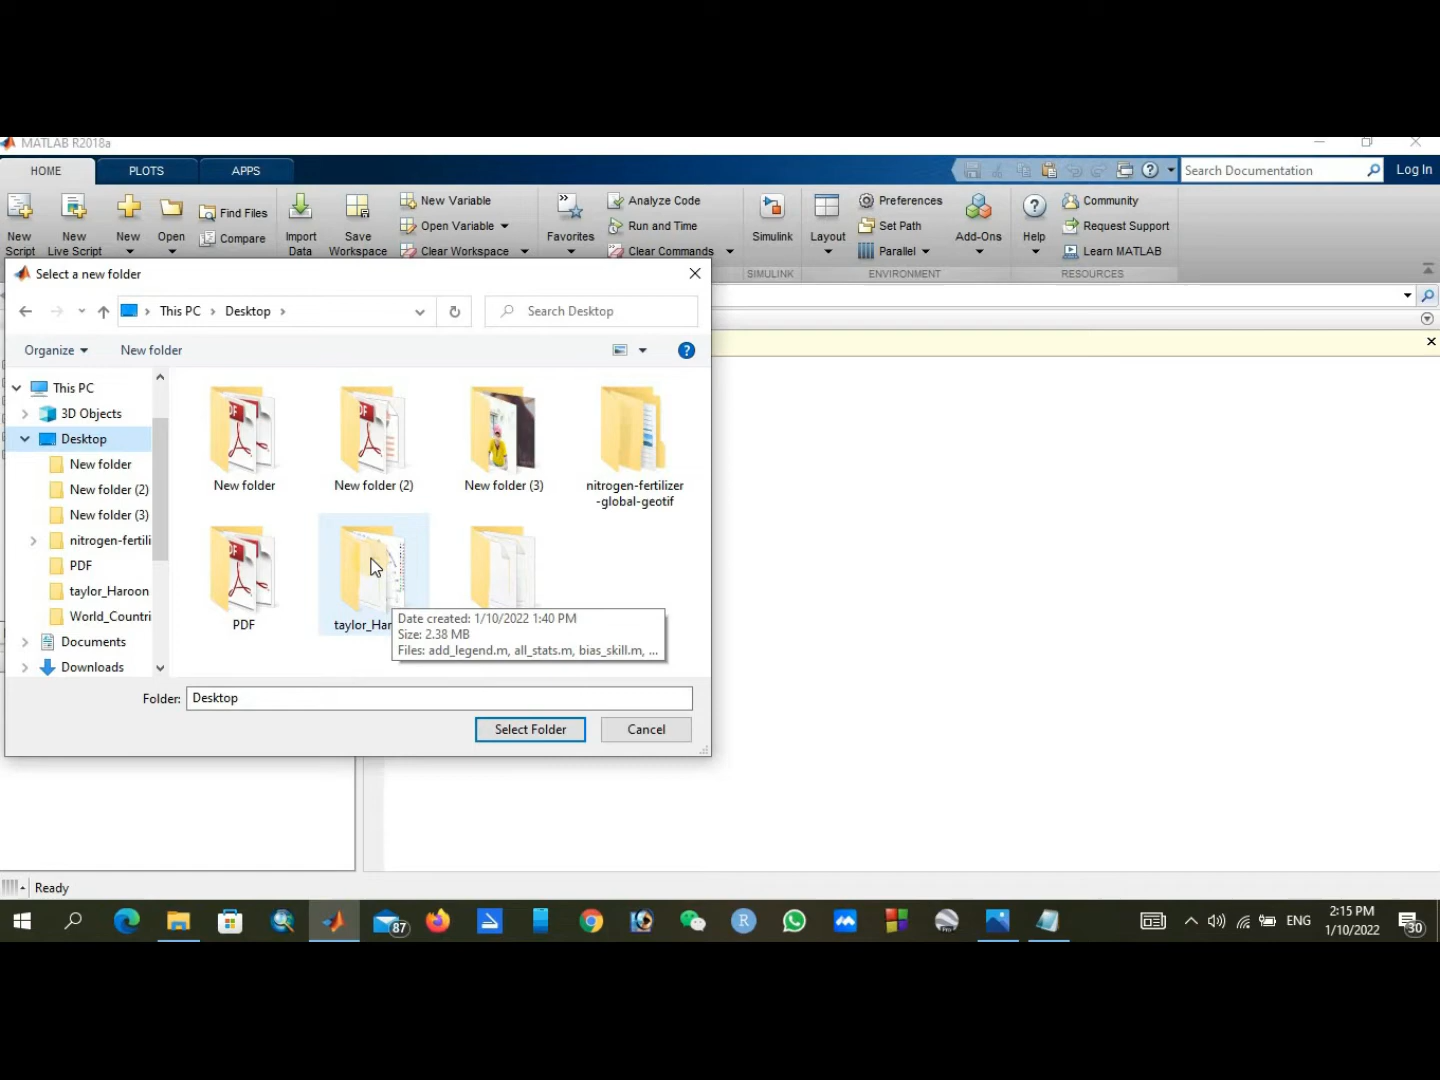 MATLAB R2018a
HOME
PLOTS
APPS
Search Documentation
Log In
New Script
New Live Script
New
Open
Find Files
Compare
Import Data
Save Workspace
New Variable
Open Variable
Clear Workspace
Favorites
Analyze Code
Run and Time
Clear Commands
Simulink
Layout
Preferences
Set Path
Parallel
Add-Ons
Help
Community
Request Support
Learn MATLAB
SIMULINK
ENVIRONMENT
RESOURCES
Select a new folder
This PC > Desktop >
Search Desktop
Organize
New folder
This PC
3D Objects
Desktop
New folder
New folder (2)
New folder (3)
nitrogen-fertili
PDF
taylor_Haroon
World_Countri
Documents
Downloads
New folder
New folder (2)
New folder (3)
nitrogen-fertilizer
-global-geotif
PDF
taylor_Har
Date created: 1/10/2022 1:40 PM
Size: 2.38 MB
Files: add_legend.m, all_stats.m, bias_skill.m, ...
Folder:
Desktop
Select Folder
Cancel
Ready
87
R
Pro
ENG
2:15 PM
1/10/2022
30